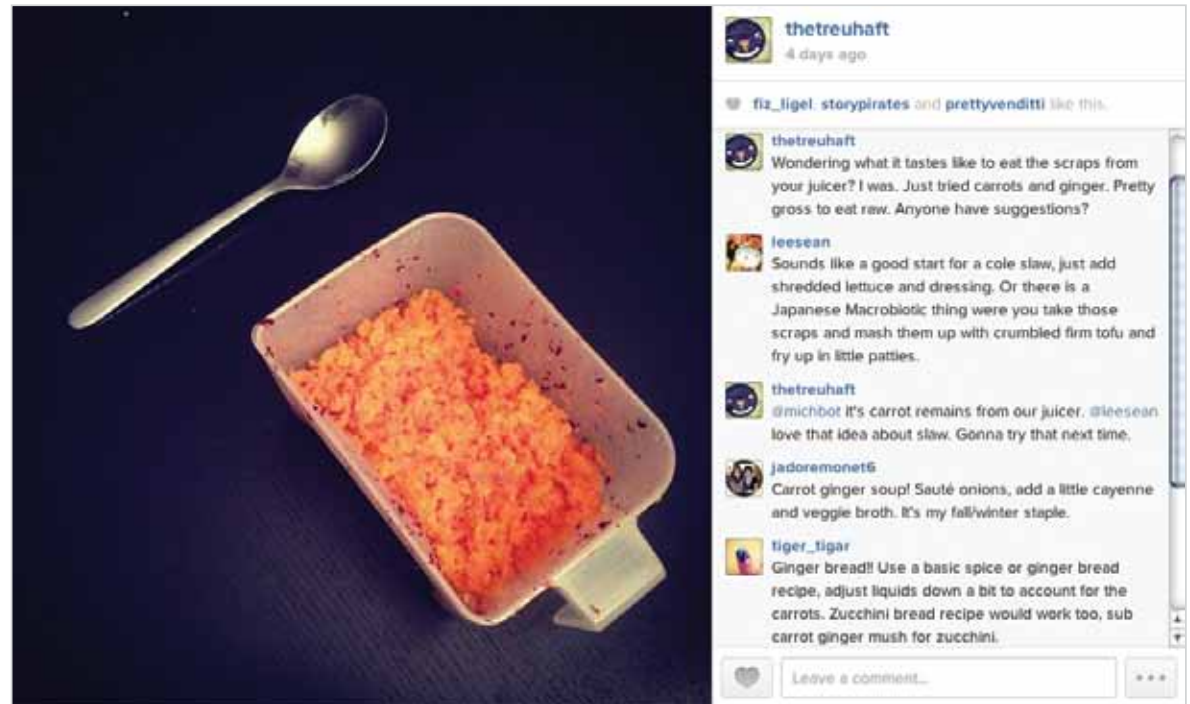 thetreuhaft
4 days ago
fiz_ligel, storypirates and prettyvenditti like this.
thetreuhaft
Wondering what it tastes like to eat the scraps from
your juicer? I was. Just tried carrots and ginger. Pretty
gross to eat raw. Anyone have suggestions?
leesean
Sounds like a good start for a cole slaw, just add
shredded lettuce and dressing. Or there is a
Japanese Macrobiotic thing were you take those
scraps and mash them up with crumbled firm tofu and
fry up in little patties.
thetreuhaft
@michbot it's carrot remains from our juicer. @leesean
love that idea about slaw. Gonna try that next time.
jadoremonet6
Carrot ginger soup! Sauté onions, add a little cayenne
and veggie broth. It's my fall/winter staple.
tiger_tigar
Ginger bread!! Use a basic spice or ginger bread
recipe, adjust liquids down a bit to account for the
carrots. Zucchini bread recipe would work too, sub
carrot ginger mush for zucchini.
Leave a comment...